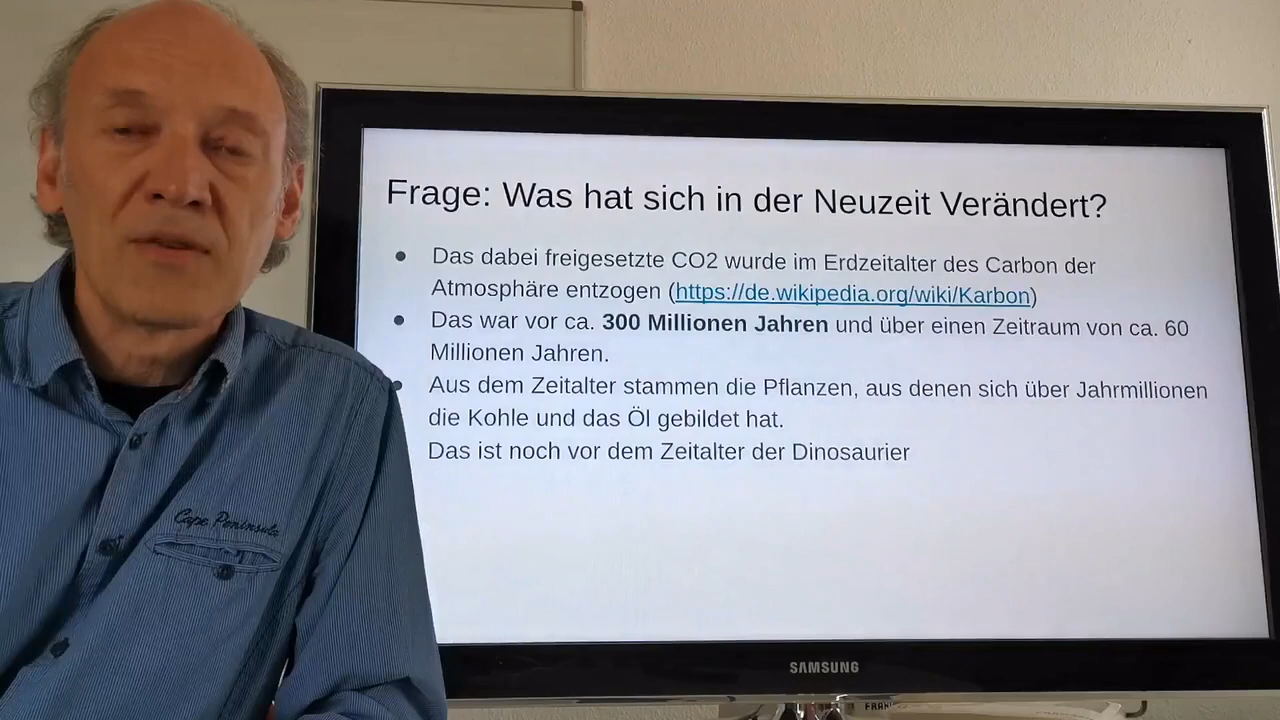 Frage: Was hat sich in der Neuzeit Verändert?
Das dabei freigesetzte CO2 wurde im Erdzeitalter des Carbon der
Atmosphäre entzogen (https://de.wikipedia.org/wiki/Karbon)
Das war vor ca. 300 Millionen Jahren und über einen Zeitraum von ca. 60
Millionen Jahren.
Aus dem Zeitalter stammen die Pflanzen, aus denen sich über Jahrmillionen
die Kohle und das Öl gebildet hat.
Das ist noch vor dem Zeitalter der Dinosaurier
Cape Peninsula
SAMSUNG